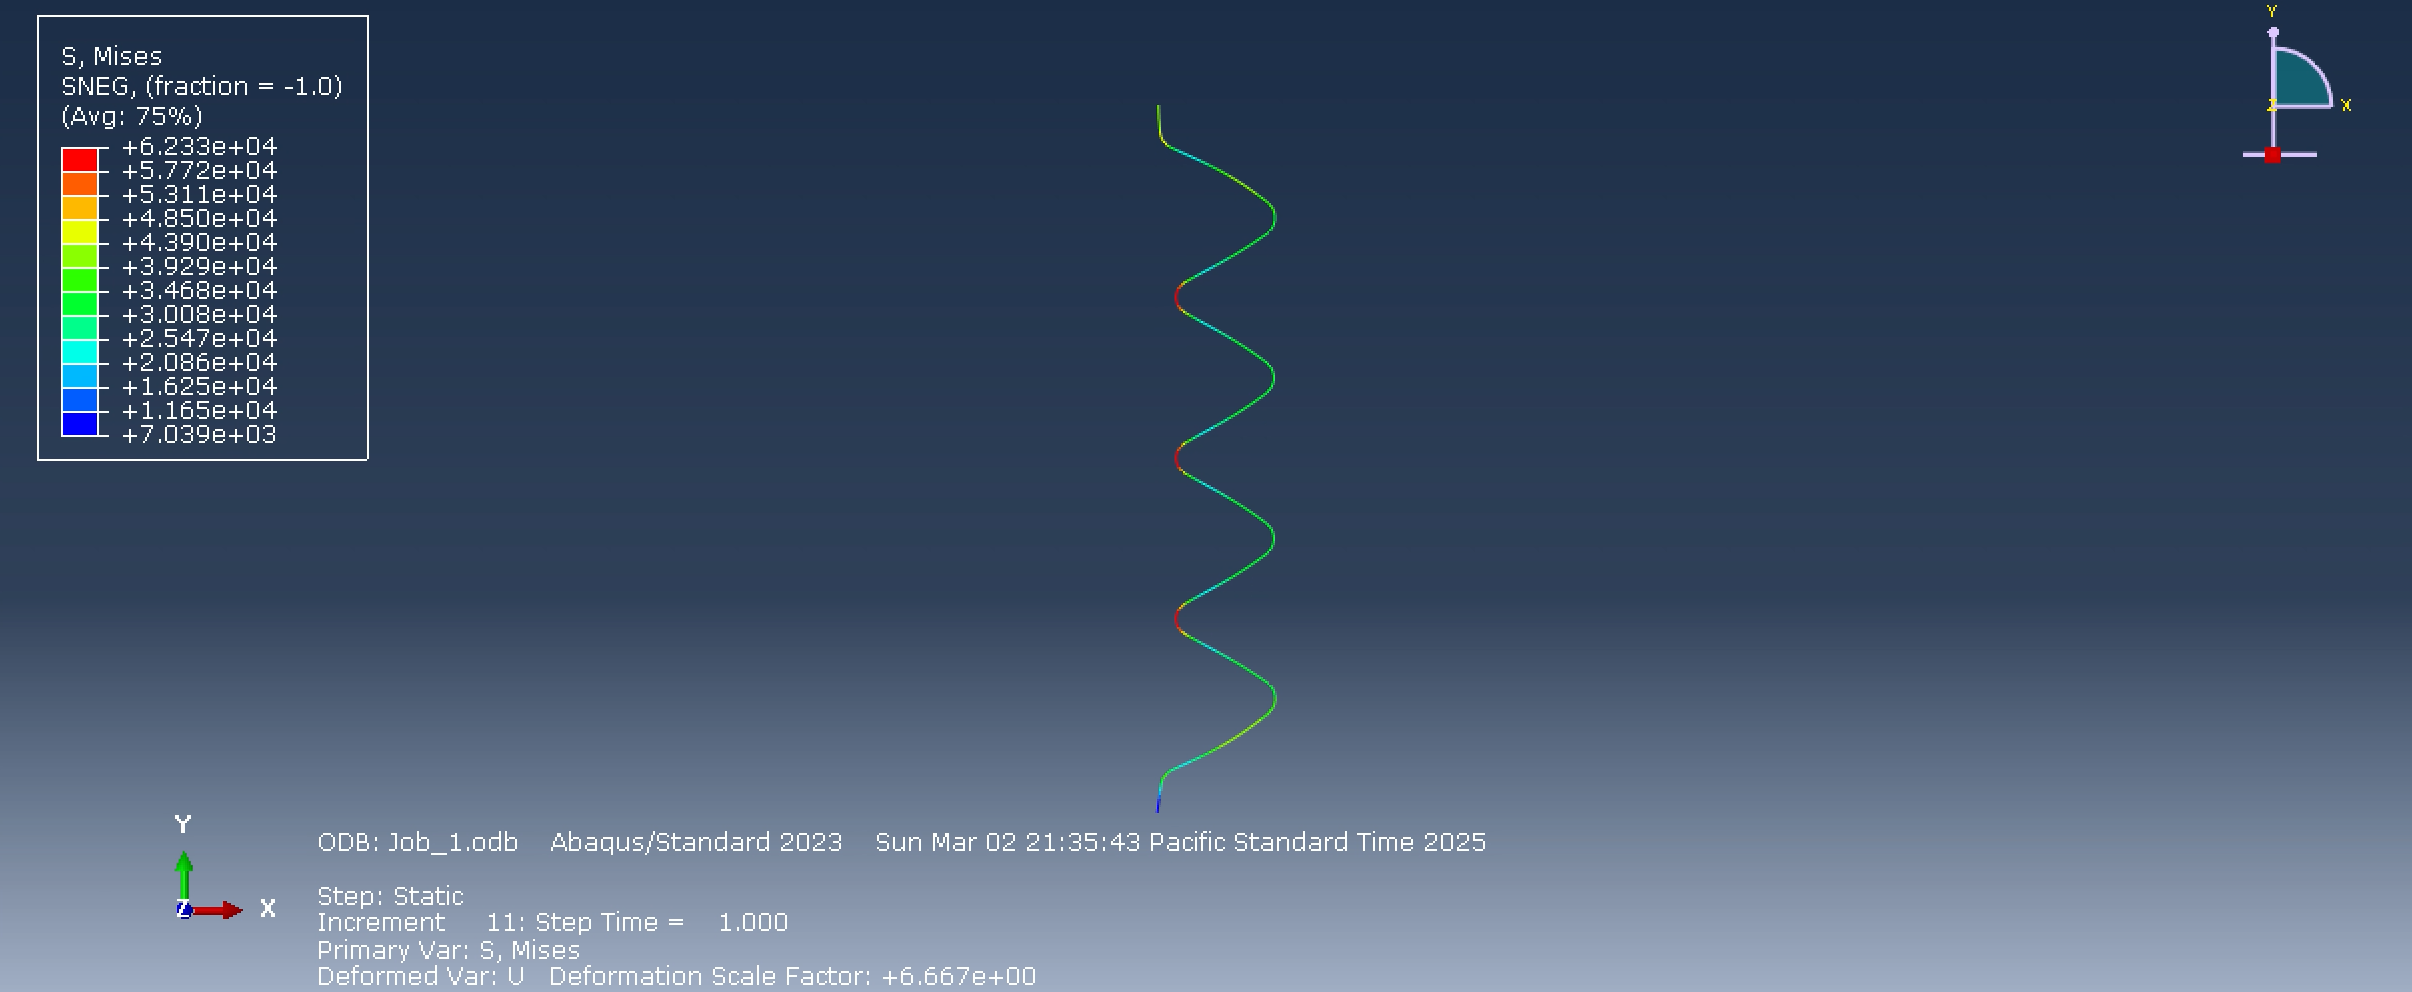 S, Mises
SNEG, (fraction = -1.0)
(Avg: 75%)
+6.233e+04
+5.772e+04
+5.311e+04
+4.850e+04
+4.390e+04
+3.929e+04
+3.468e+04
+3.008e+04
+2.547e+04
+2.086e+04
+1.625e+04
+1.165e+04
+7.039e+03
Y
Z
X
Y
Z
X
ODB: Job_1.odb Abaqus/Standard 2023 Sun Mar 02 21:35:43 Pacific Standard Time 2025
Step: Static
Increment 11: Step Time = 1.000
Primary Var: S, Mises
Deformed Var: U Deformation Scale Factor: +6.667e+00